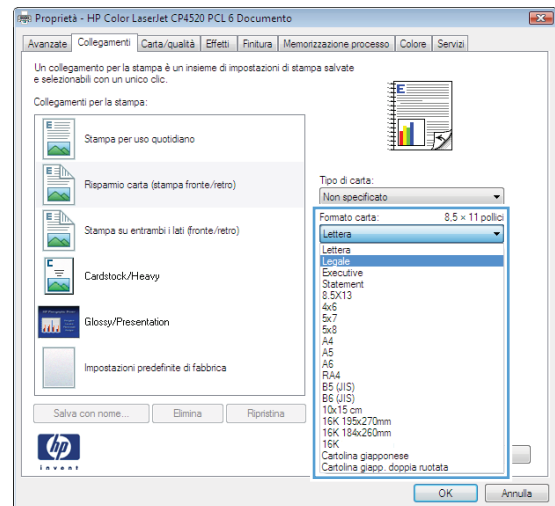 Proprietà - HP Color LaserJet CP4520 PCL 6 Documento
Avanzate Collegamenti Carta/qualità Effetti Finitura Memorizzazione processo Colore Servizi
Un collegamento per la stampa è un insieme di impostazioni di stampa salvate
e selezionabili con un unico clic.
Collegamenti per la stampa:
Stampa per uso quotidiano
Risparmio carta (stampa fronte/retro)
Stampa su entrambi i lati (fronte/retro)
Cardstock/Heavy
Glossy/Presentation
Impostazioni predefinite di fabbrica
Salva con nome... Elimina Ripristina
hp
invent
E
Tipo di carta:
Non specificato
Formato carta: 8,5 × 11 pollici
Lettera
Lettera
Legale
Executive
Statement
8.5X13
4x6
5x7
5x8
A4
A5
A6
RA4
B5 (JIS)
B6 (JIS)
10x15 cm
16K 195x270mm
16K 184x260mm
16K
Cartolina giapponese
Cartolina giapp. doppia ruotata
OK Annulla